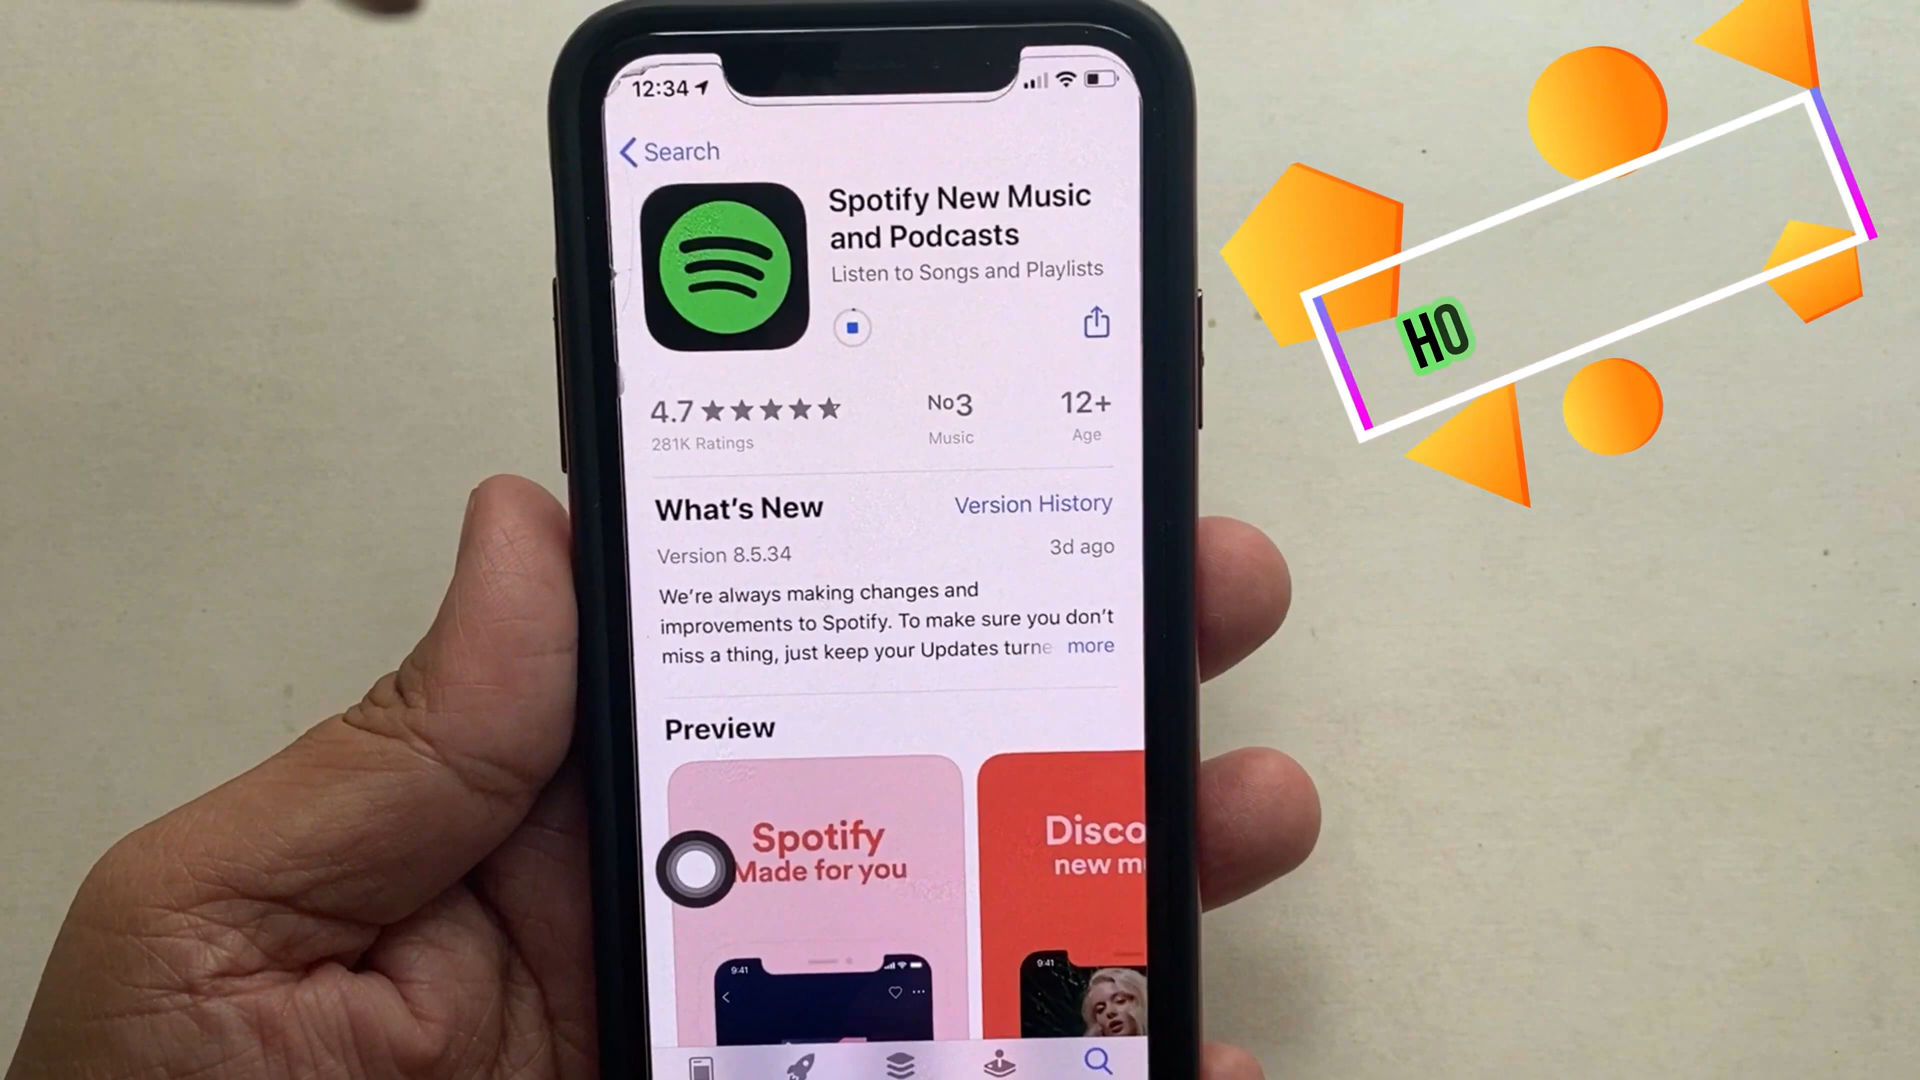 12:34
Search
Spotify New Music
and Podcasts
Listen to Songs and Playlists
4.7
281K Ratings
No3
Music
12+
Age
What's New
Version History
Version 8.5.34
3d ago
We're always making changes and
improvements to Spotify. To make sure you don't
miss a thing, just keep your Updates turne more
Preview
Spotify
Made for you
Disco
new m
9:41
9:41
HO